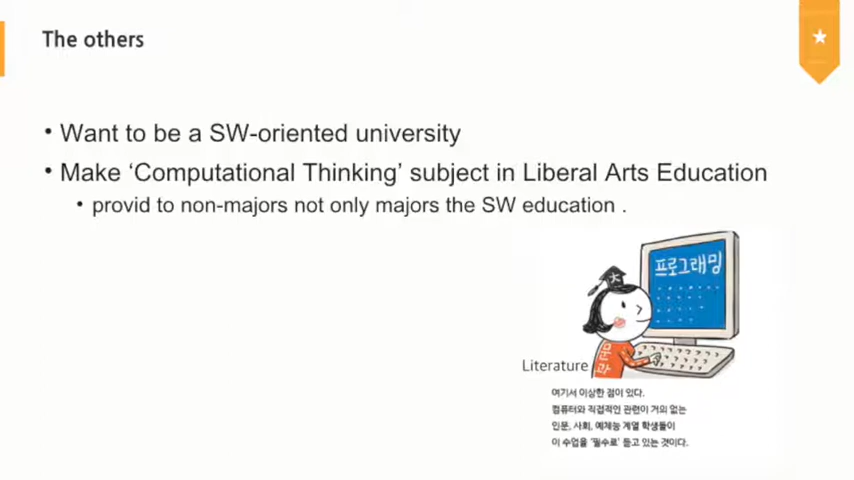 The others
• Want to be a SW-oriented university
• Make ‘Computational Thinking’ subject in Liberal Arts Education
• provid to non-majors not only majors the SW education .
프로그래밍
大
문
과
Literature
여기서 이상한 점이 있다.
컴퓨터와 직접적인 관련이 거의 없는
인문, 사회, 예체능 계열 학생들이
이 수업을 '필수로' 듣고 있는 것이다.